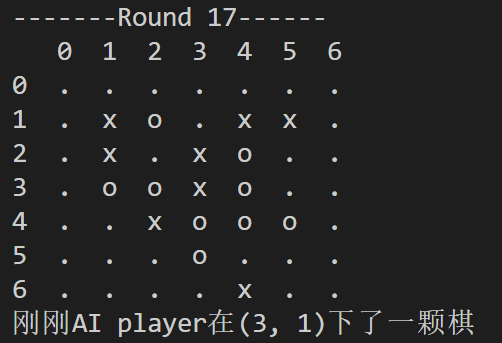 -------Round 17------
   0  1  2  3  4  5  6
0  .  .  .  .  .  .  .
1  .  x  o  .  x  x  .
2  .  x  .  x  o  .  .
3  .  o  o  x  o  .  .
4  .  .  x  o  o  o  .
5  .  .  .  o  .  .  .
6  .  .  .  .  x  .  .
刚刚AI player在(3, 1)下了一颗棋